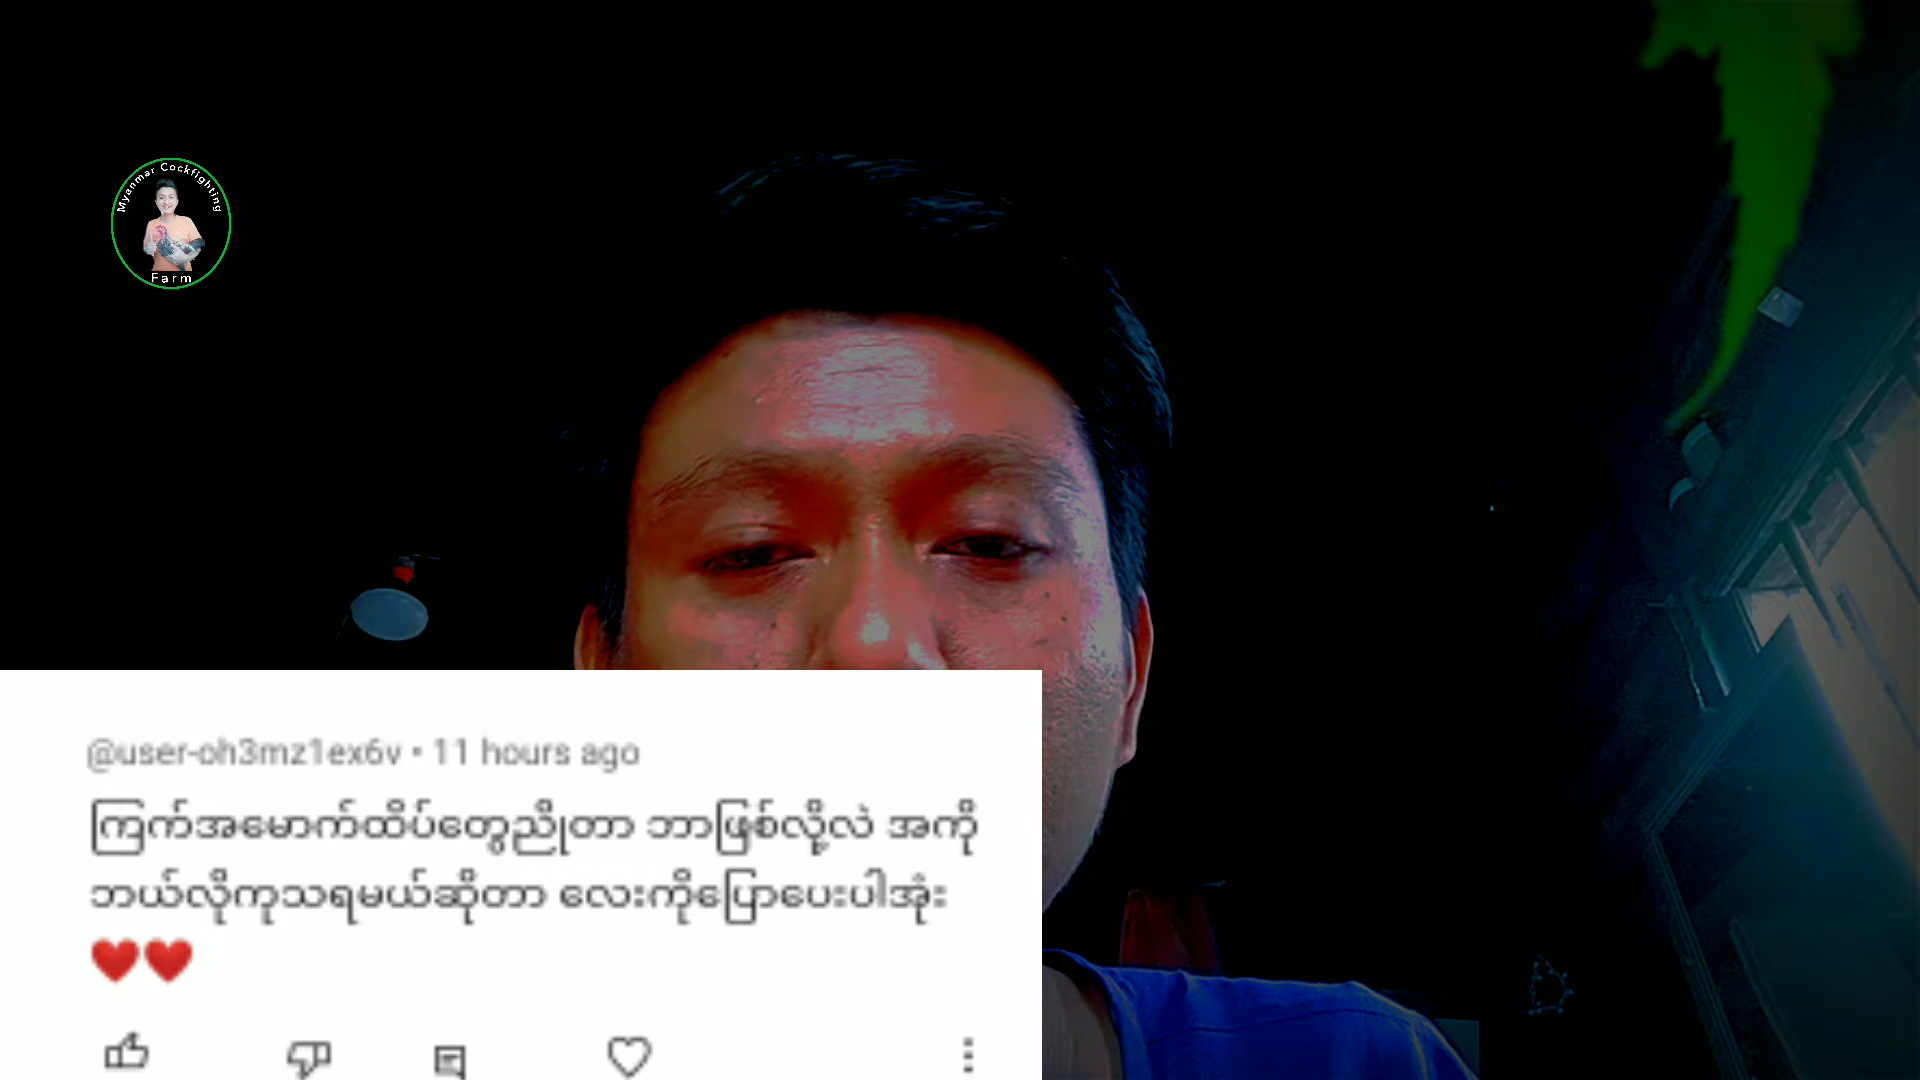 Myanmar Cockfighting
Farm
@user-oh3mz1ex6v • 11 hours ago
ကြက်အမောက်ထိပ်တွေညိုတာ ဘာဖြစ်လို့လဲ အကို
ဘယ်လိုကုသရမယ်ဆိုတာ လေးကိုပြောပေးပါအုံး
❤️❤️